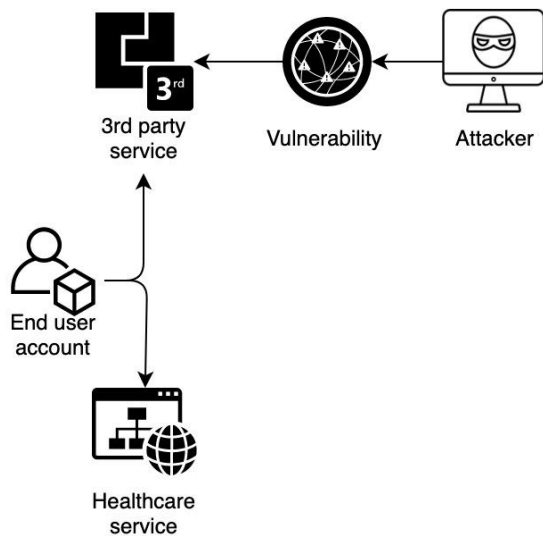 3rd
3rd party
service
Vulnerability
Attacker
End user
account
Healthcare
service